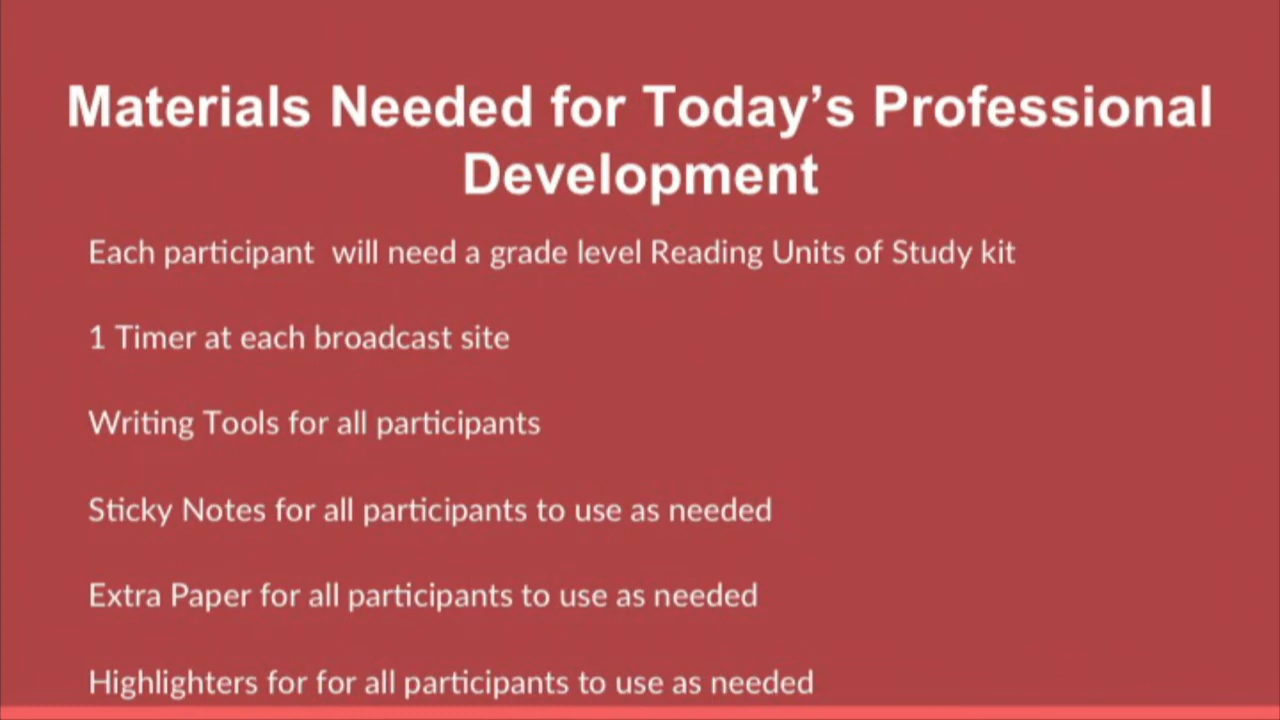 Materials Needed for Today’s Professional
Development
Each participant  will need a grade level Reading Units of Study kit
1 Timer at each broadcast site
Writing Tools for all participants
Sticky Notes for all participants to use as needed
Extra Paper for all participants to use as needed
Highlighters for for all participants to use as needed